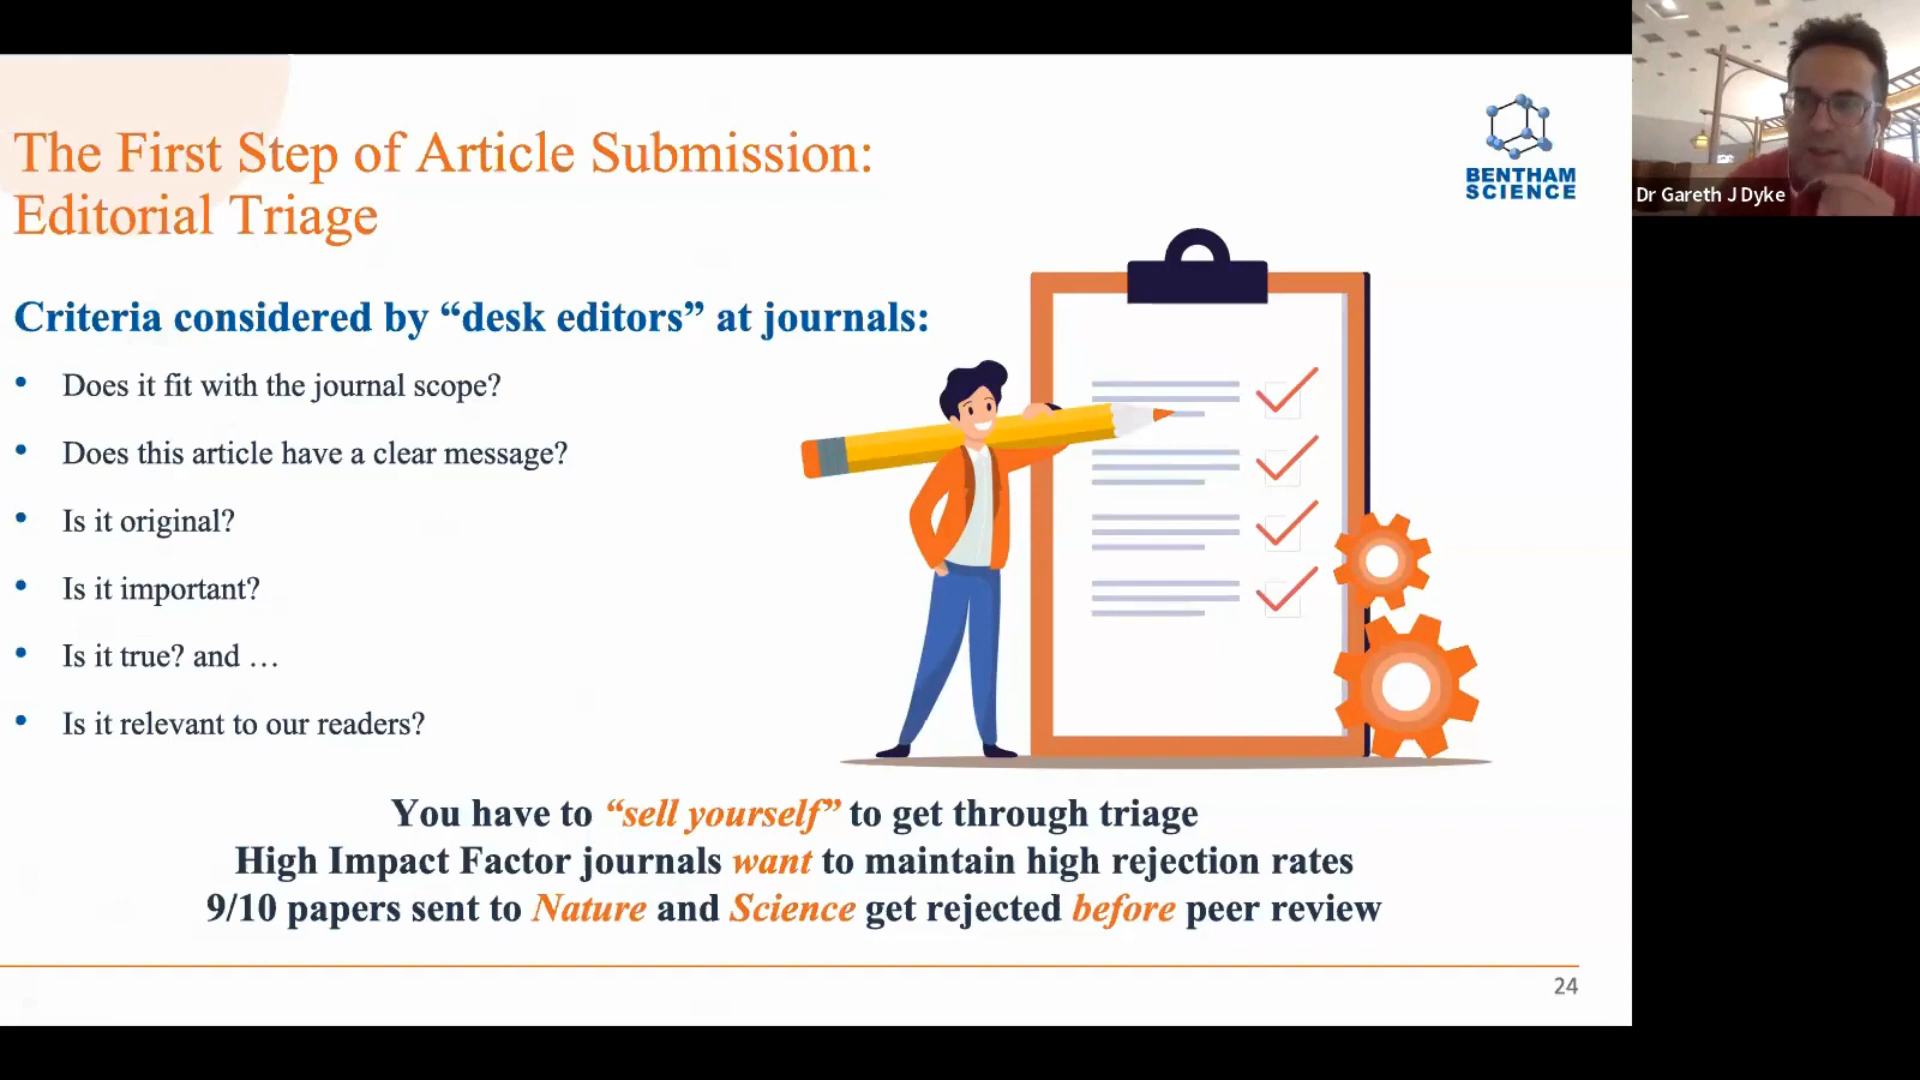 The First Step of Article Submission:
Editorial Triage
BENTHAM
SCIENCE
Dr Gareth J Dyke
Criteria considered by “desk editors” at journals:
• Does it fit with the journal scope?
• Does this article have a clear message?
• Is it original?
• Is it important?
• Is it true? and …
• Is it relevant to our readers?
You have to “sell yourself” to get through triage
High Impact Factor journals want to maintain high rejection rates
9/10 papers sent to Nature and Science get rejected before peer review
24